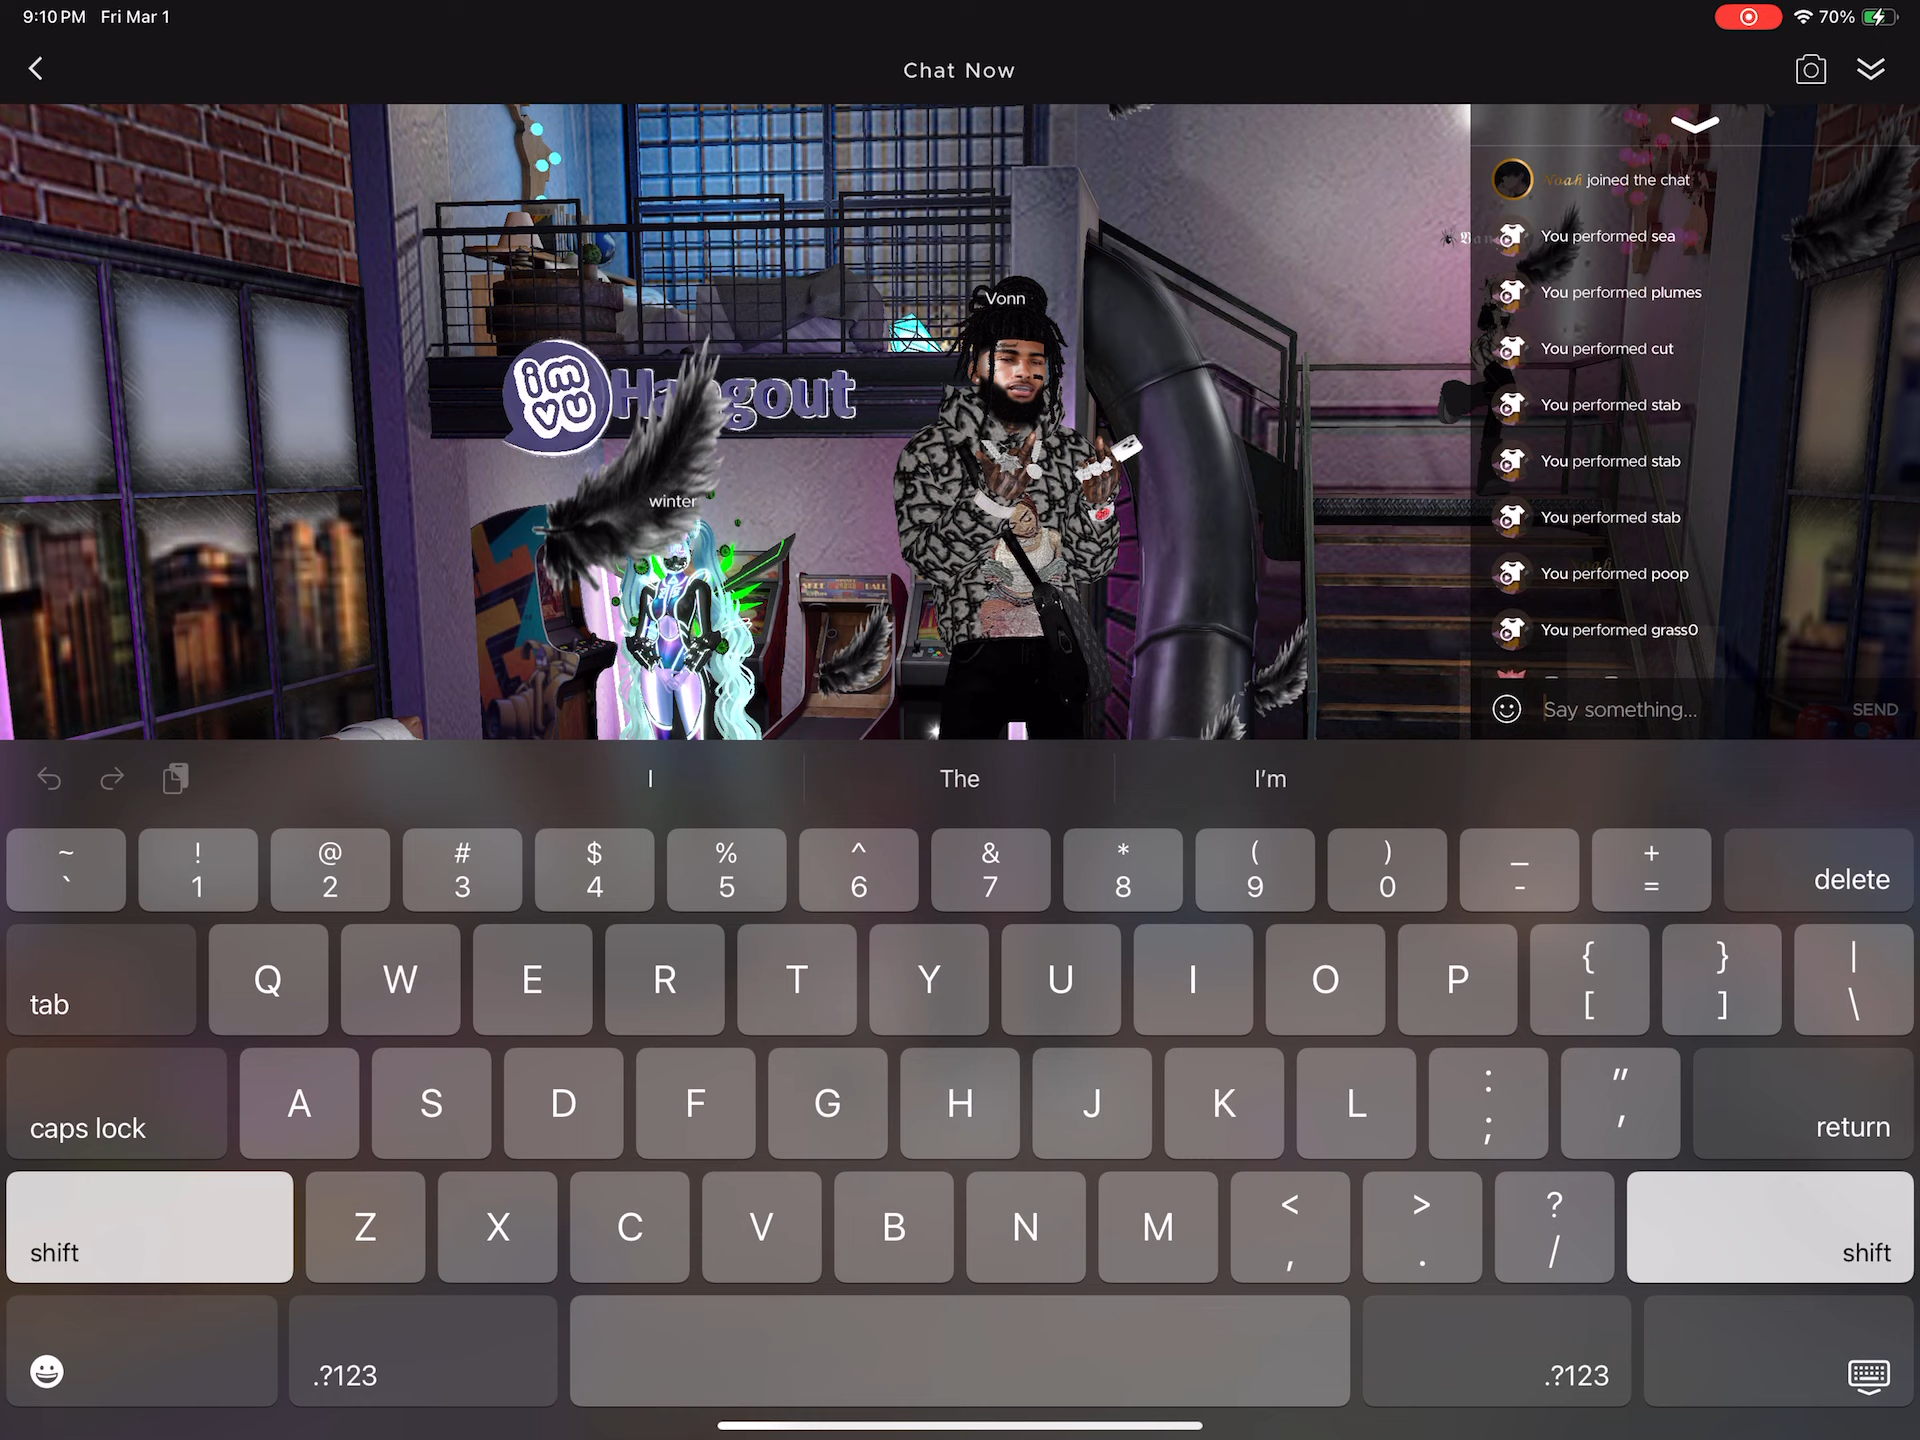 9:10 PM Fri Mar 1
70%
Chat Now
Noah joined the chat
You performed sea
You performed plumes
You performed cut
You performed stab
You performed stab
You performed stab
You performed poop
You performed grass0
Say something...
SEND
Vonn
imvu Hangout
winter
I The I'm
~ ! @ # $ % ^ & * ( ) _ +
` 1 2 3 4 5 6 7 8 9 0 - = delete
tab Q W E R T Y U I O P { [ } ] | \
caps lock A S D F G H J K L : ; " ' return
shift Z X C V B N M < , > . ? / shift
.?123 .?123